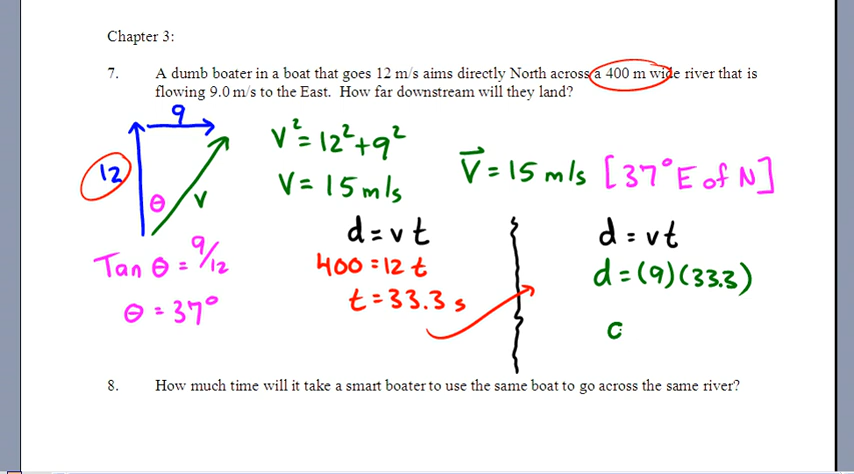 Chapter 3:
7. A dumb boater in a boat that goes 12 m/s aims directly North across a 400 m wide river that is
flowing 9.0 m/s to the East. How far downstream will they land?
9
12
θ
v
Tan θ = 9/12
θ = 37°
V² = 12² + 9²
V = 15 m/s
d = vt
400 = 12 t
t = 33.3 s
V⃗ = 15 m/s [37° E of N]
d = vt
d = (9)(33.3)
8. How much time will it take a smart boater to use the same boat to go across the same river?